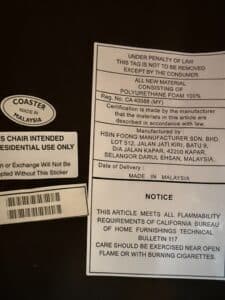 COASTER
MADE IN
MALAYSIA
S CHAIR INTENDED
RESIDENTIAL USE ONLY
n or Exchange Will Not Be
pted Without This Sticker
UNDER PENALTY OF LAW
THIS TAG IS NOT TO BE REMOVED
EXCEPT BY THE CONSUMER
ALL NEW MATERIAL
CONSISTING OF
POLYURETHANE FOAM 100%
Reg. No: CA 40988 (MY)
Certification is made by the manufacturer
that the materials in this article are
described in accordance with law.
Manufactured by
HSIN FOONG MANUFACTURER SDN. BHD.
LOT 512, JALAN JATI KIRI, BATU 9,
DIA JALAN KAPAR, 42200 KAPAR,
SELANGOR DARUL EHSAN, MALAYSIA.
Date of Delivery :
MADE IN MALAYSIA
NOTICE
THIS ARTICLE MEETS ALL FLAMMABILITY
REQUIREMENTS OF CALIFORNIA BUREAU
OF HOME FURNISHINGS TECHNICAL
BULLETIN 117
CARE SHOULD BE EXERCISED NEAR OPEN
FLAME OR WITH BURNING CIGARETTES.